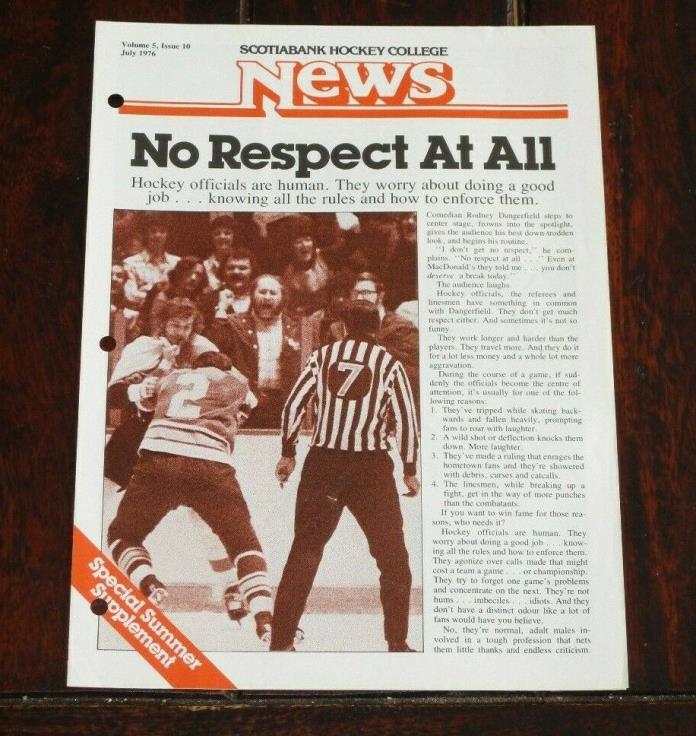 Volume 5, Issue 10
July 1976
SCOTIABANK HOCKEY COLLEGE
News
No Respect At All
Hockey officials are human. They worry about doing a good
job . . . knowing all the rules and how to enforce them.
2
7
Special Summer
Supplement
Comedian Rodney Dangerfield steps to
center stage, frowns into the spotlight,
gives the audience his best down-trodden
look, and begins his routine.
"I don't get no respect," he com-
plains. "No respect at all . . ." Even at
MacDonald's they told me . . . you don't
deserve a break today."
The audience laughs.
Hockey officials, the referees and
linesmen have something in common
with Dangerfield. They don't get much
respect either. And sometimes it's not so
funny.
They work longer and harder than the
players. They travel more. And they do it
for a lot less money and a whole lot more
aggravation.
During the course of a game, if sud-
denly the officials become the centre of
attention, it's usually for one of the fol-
lowing reasons:
1. They've tripped while skating back-
wards and fallen heavily, prompting
fans to roar with laughter.
2. A wild shot or deflection knocks them
down. More laughter.
3. They've made a ruling that enrages the
hometown fans and they're showered
with debris, curses and catcalls.
4. The linesmen, while breaking up a
fight, get in the way of more punches
than the combatants.
If you want to win fame for those rea-
sons, who needs it?
Hockey officials are human. They
worry about doing a good job . . . know-
ing all the rules and how to enforce them.
They agonize over calls made that might
cost a team a game . . . or championship.
They try to forget one game's problems
and concentrate on the next. They're not
bums . . . imbeciles . . . idiots. And they
don't have a distinct odour like a lot of
fans would have you believe.
No, they're normal, adult males in-
volved in a tough profession that nets
them little thanks and endless criticism.